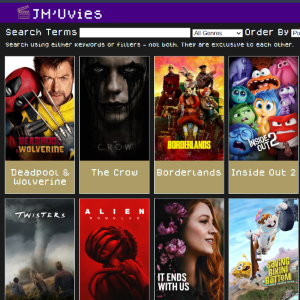 JM'Uvies
Search Terms All Genres Order By Po
Search using either Keywords or Filters - not both. They are exclusive to each other.
DEADPOOL &
WOLVERINE
THE
CROW
BORDERLANDS
INSIDE OUT 2
Deadpool &
Wolverine
The Crow
Borderlands
Inside Out 2
TWISTERS
ALIEN
ROMULUS
IT ENDS
WITH US
SAVING
BIKINI
BOTTOM